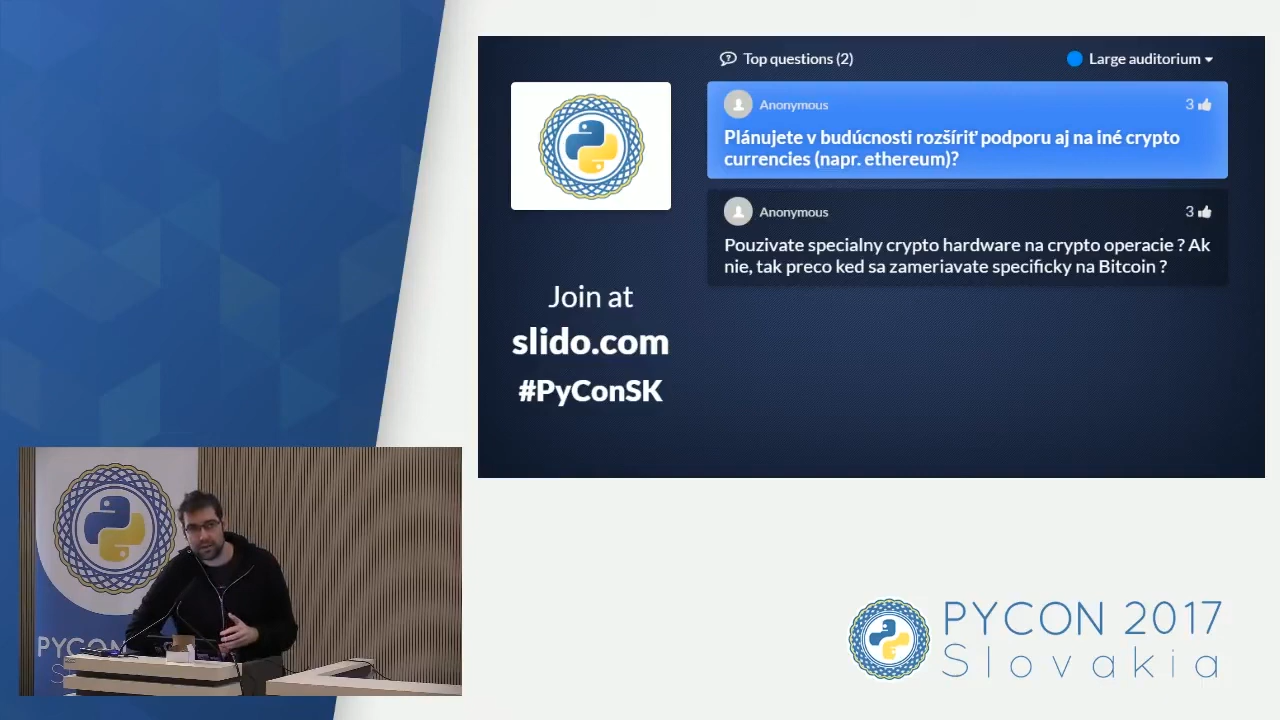 Top questions (2)
Large auditorium
Anonymous
3
Plánujete v budúcnosti rozšíriť podporu aj na iné crypto
currencies (napr. ethereum)?
Anonymous
3
Pouzivate specialny crypto hardware na crypto operacie ? Ak
nie, tak preco ked sa zameriavate specificky na Bitcoin ?
Join at
slido.com
#PyConSK
PYCON
S
PYCON 2017
Slovakia